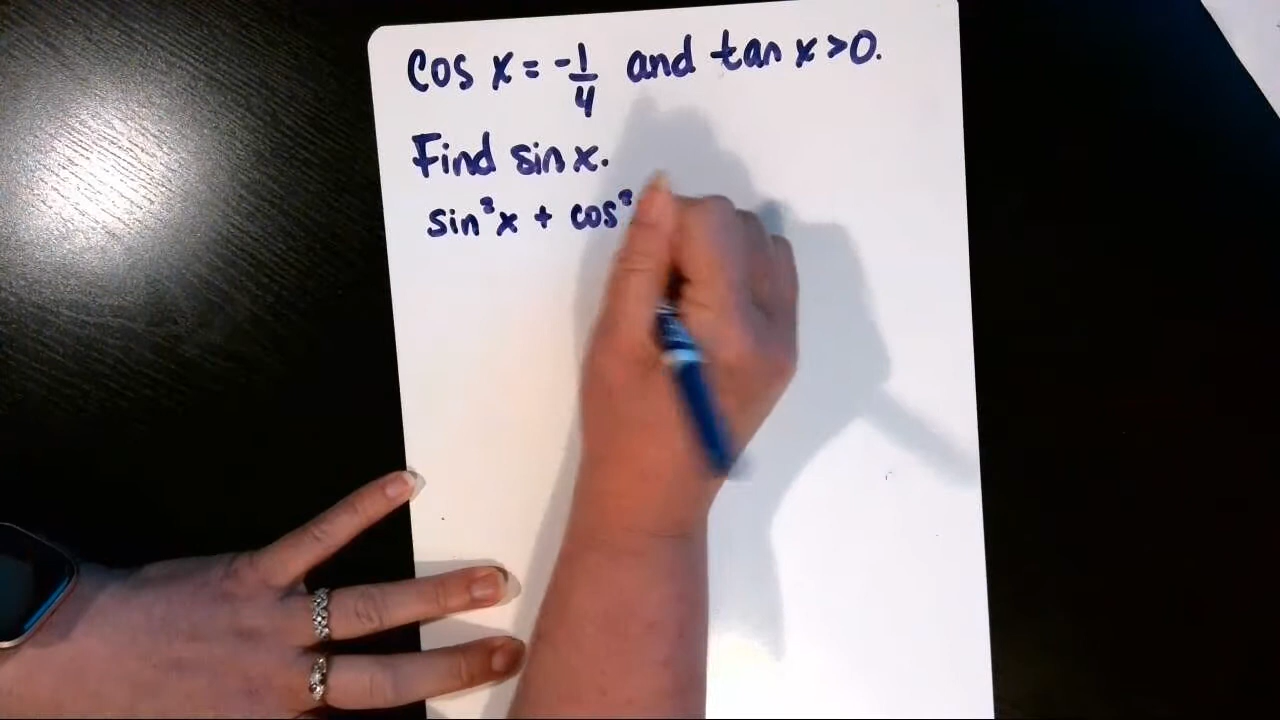 cos x = -1/4 and tan x > 0.
Find sin x.
sin²x + cos²